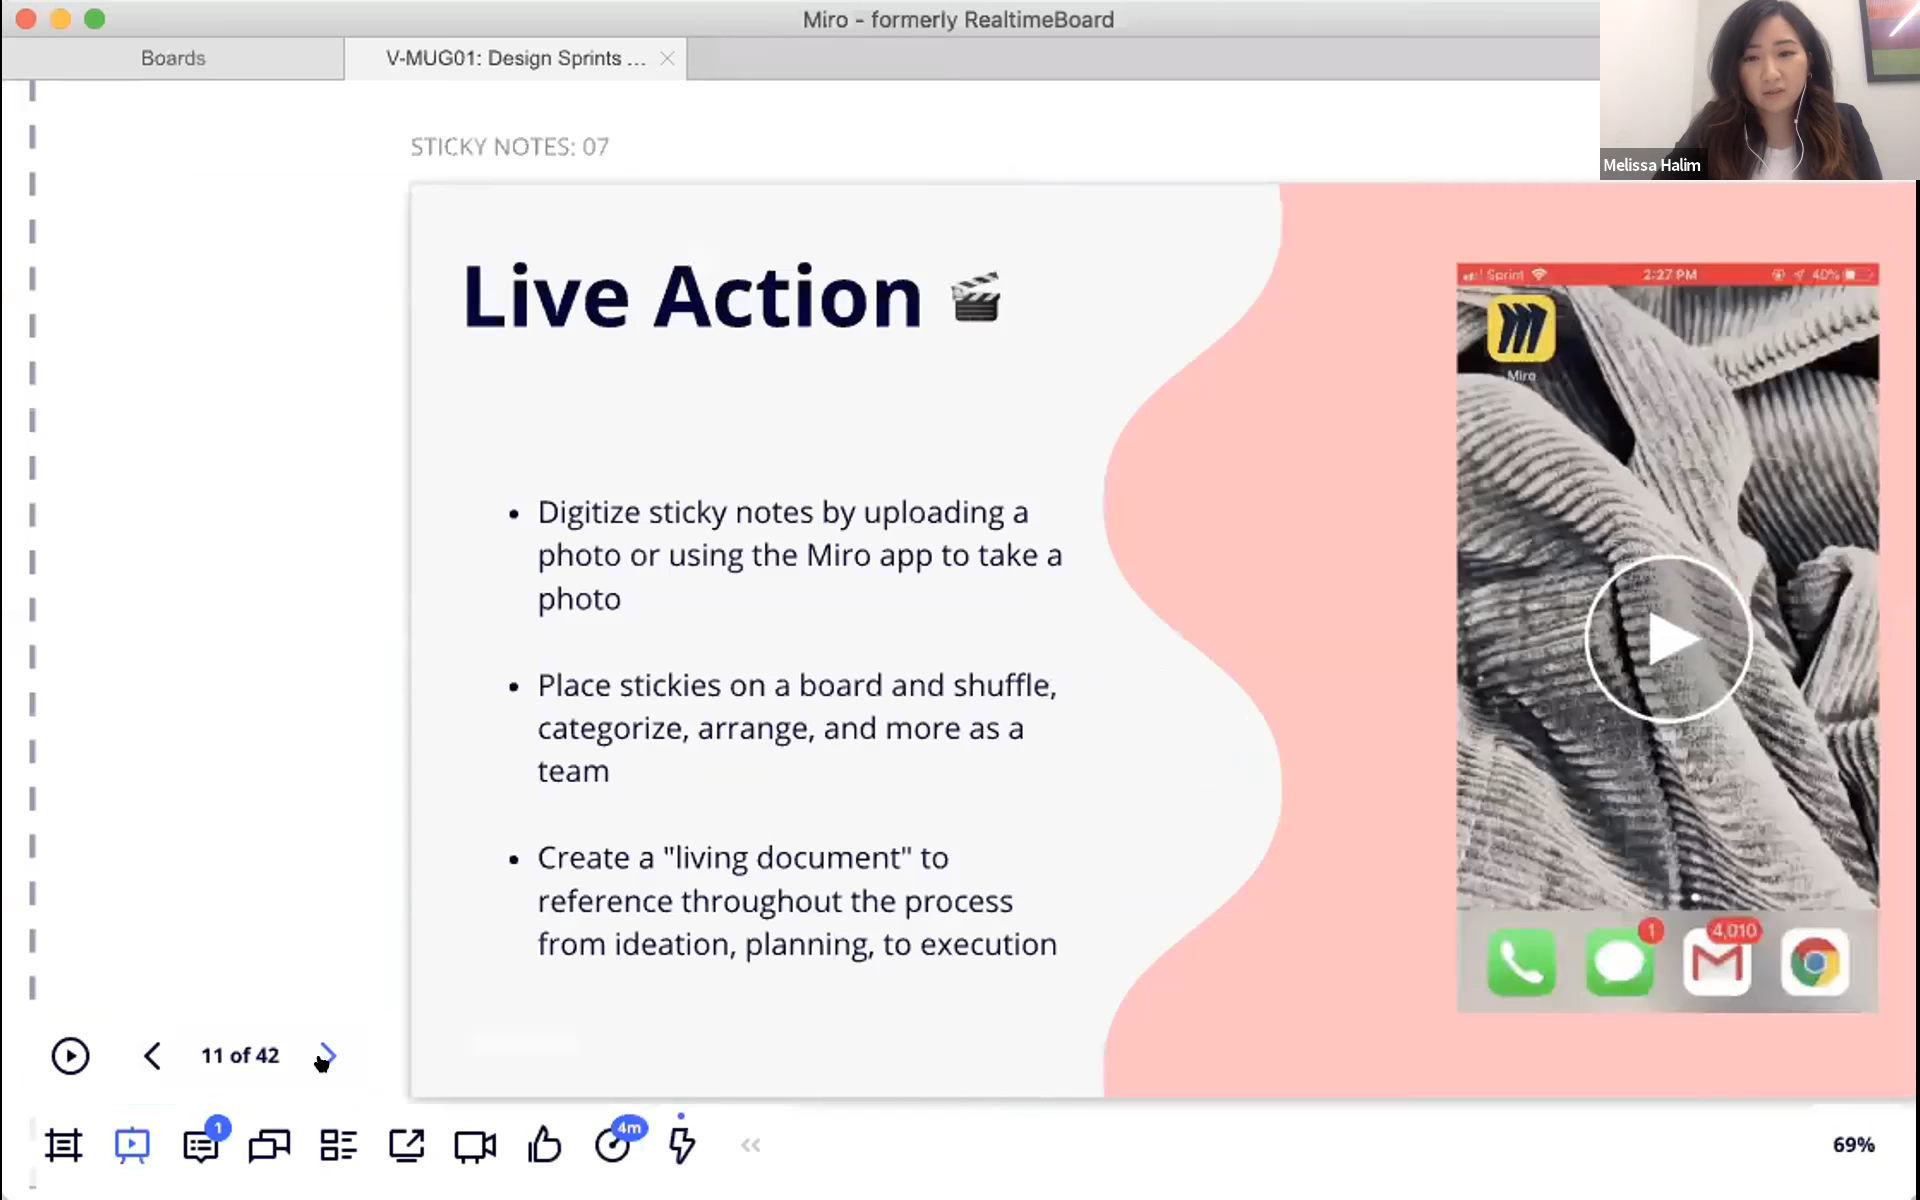 Miro - formerly RealtimeBoard
Boards
V-MUG01: Design Sprints ...
Melissa Halim
STICKY NOTES: 07
Live Action
Sprint
2:27 PM
40%
Miro
• Digitize sticky notes by uploading a
photo or using the Miro app to take a
photo
• Place stickies on a board and shuffle,
categorize, arrange, and more as a
team
• Create a "living document" to
reference throughout the process
from ideation, planning, to execution
1
4,010
11 of 42
1
4m
69%